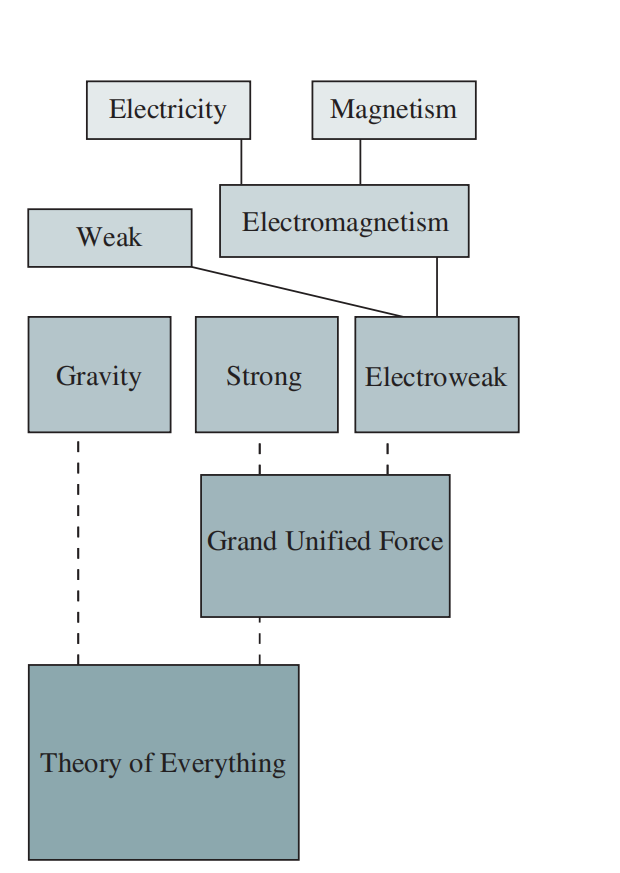 Electricity
Magnetism
Electromagnetism
Weak
Gravity
Strong
Electroweak
Grand Unified Force
Theory of Everything